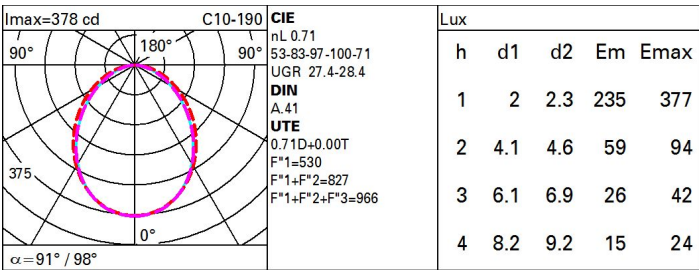 Imax=378 cd C10-190
90° 180° 90°
375
0°
α=91° / 98°
CIE
nL 0.71
53-83-97-100-71
UGR 27.4-28.4
DIN
A.41
UTE
0.71D+0.00T
F"1=530
F"1+F"2=827
F"1+F"2+F"3=966
Lux
h d1 d2 Em Emax
1 2 2.3 235 377
2 4.1 4.6 59 94
3 6.1 6.9 26 42
4 8.2 9.2 15 24